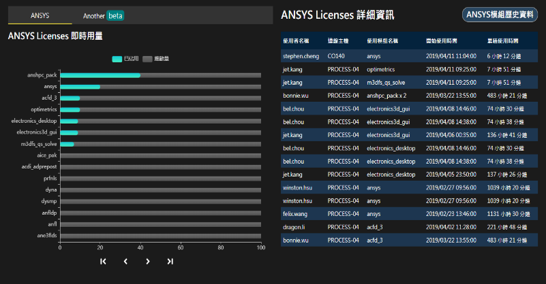 ANSYS
Another beta
ANSYS Licenses 即時用量
已佔用 總數量
anshpc_pack
ansys
acfd_3
optimetrics
electronics_desktop
electronics3d_gui
m3dfs_qs_solve
aice_pak
acdi_adprepost
prfnls
dyna
dysmp
anfldp
anfl
ane3flds
0 20 40 60 80 100
ANSYS Licenses 詳細資訊
ANSYS模組歷史資料
使用者名稱 連線主機 使用模組名稱 開始使用時間 累積使用時間
stephen.cheng CO140 ansys 2019/04/11 11:04:00 6 小時 12 分鐘
jet.kang PROCESS-04 optimetrics 2019/04/11 09:25:00 7 小時 51 分鐘
jet.kang PROCESS-04 m3dfs_qs_solve 2019/04/11 09:25:00 7 小時 51 分鐘
bonnie.wu PROCESS-04 anshpc_pack x 2 2019/03/22 13:55:00 483 小時 21 分鐘
bel.chou PROCESS-04 electronics3d_gui 2019/04/08 14:46:00 74 小時 30 分鐘
bel.chou PROCESS-04 electronics3d_gui 2019/04/08 14:38:00 74 小時 38 分鐘
jet.kang PROCESS-04 electronics3d_gui 2019/04/06 00:35:00 136 小時 41 分鐘
bel.chou PROCESS-04 electronics_desktop 2019/04/08 14:46:00 74 小時 30 分鐘
bel.chou PROCESS-04 electronics_desktop 2019/04/08 14:38:00 74 小時 38 分鐘
jet.kang PROCESS-04 electronics_desktop 2019/04/05 23:50:00 137 小時 26 分鐘
winston.hsu PROCESS-04 ansys 2019/02/27 09:56:00 1039 小時 20 分鐘
winston.hsu PROCESS-04 ansys 2019/02/27 09:56:00 1039 小時 20 分鐘
felix.wang PROCESS-04 ansys 2019/02/23 13:46:00 1131 小時 30 分鐘
dragon.li PROCESS-04 acfd_3 2019/04/02 11:28:00 221 小時 48 分鐘
bonnie.wu PROCESS-04 acfd_3 2019/03/22 13:55:00 483 小時 21 分鐘